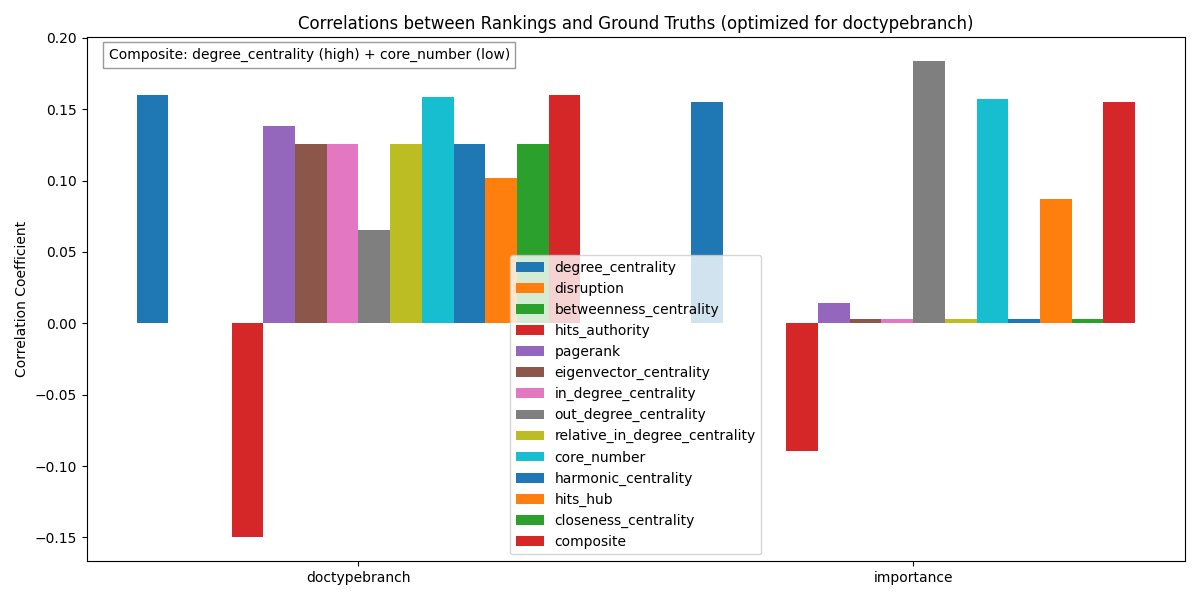 Correlations between Rankings and Ground Truths (optimized for doctypebranch)
Composite: degree_centrality (high) + core_number (low)
Correlation Coefficient
0.20
0.15
0.10
0.05
0.00
−0.05
−0.10
−0.15
degree_centrality
disruption
betweenness_centrality
hits_authority
pagerank
eigenvector_centrality
in_degree_centrality
out_degree_centrality
relative_in_degree_centrality
core_number
harmonic_centrality
hits_hub
closeness_centrality
composite
doctypebranch
importance